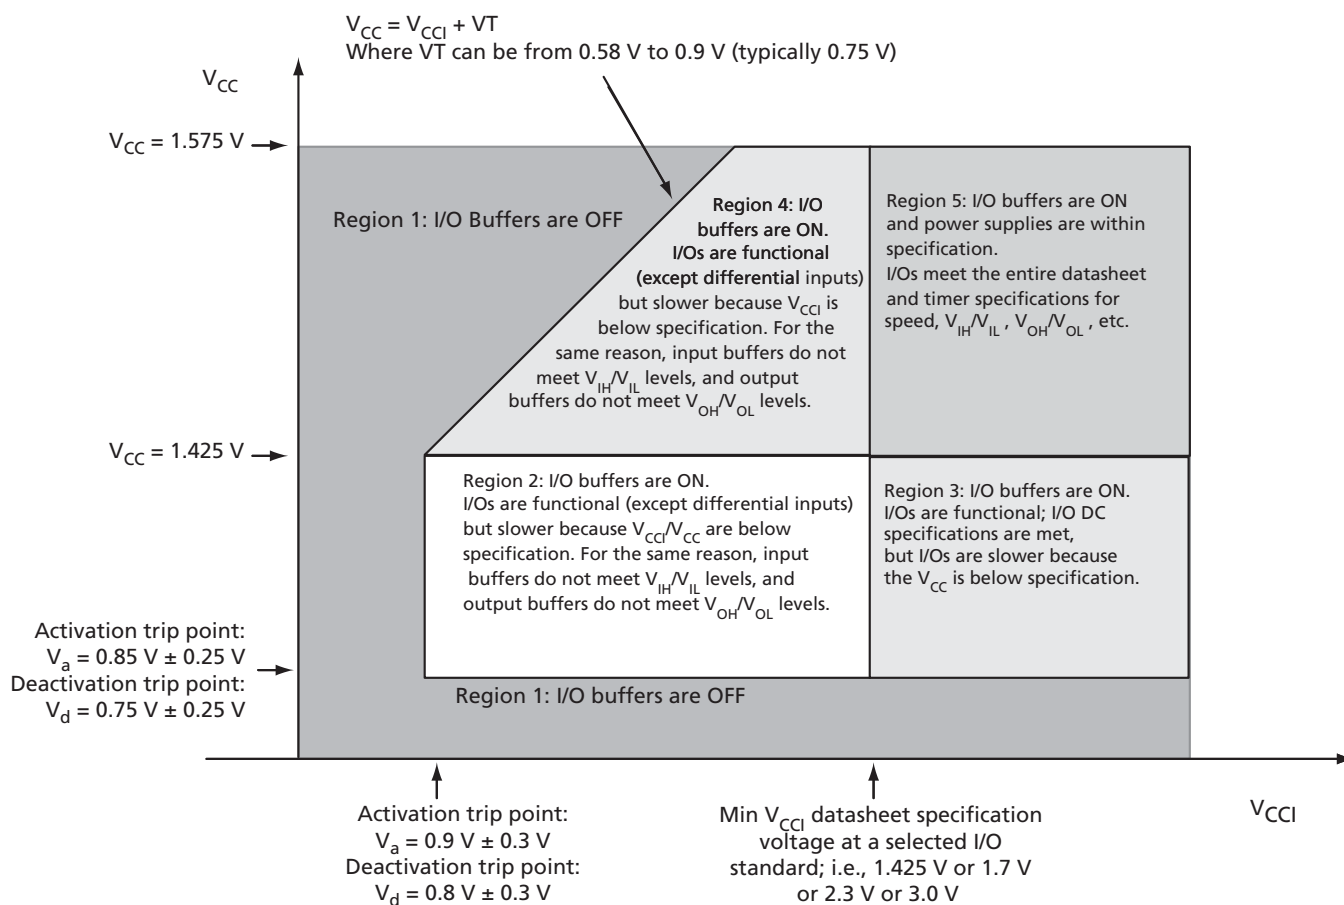 V_CC = V_CCI + VT
Where VT can be from 0.58 V to 0.9 V (typically 0.75 V)
V_CC
V_CC = 1.575 V
Region 1: I/O Buffers are OFF
Region 4: I/O
buffers are ON.
I/Os are functional
(except differential inputs)
but slower because V_CCI is
below specification. For the
same reason, input buffers do not
meet V_IH/V_IL levels, and output
buffers do not meet V_OH/V_OL levels.
Region 5: I/O buffers are ON
and power supplies are within
specification.
I/Os meet the entire datasheet
and timer specifications for
speed, V_IH/V_IL , V_OH/V_OL , etc.
V_CC = 1.425 V
Region 2: I/O buffers are ON.
I/Os are functional (except differential inputs)
but slower because V_CCI/V_CC are below
specification. For the same reason, input
buffers do not meet V_IH/V_IL levels, and
output buffers do not meet V_OH/V_OL levels.
Region 3: I/O buffers are ON.
I/Os are functional; I/O DC
specifications are met,
but I/Os are slower because
the V_CC is below specification.
Activation trip point:
V_a = 0.85 V ± 0.25 V
Deactivation trip point:
V_d = 0.75 V ± 0.25 V
Region 1: I/O buffers are OFF
Activation trip point:
V_a = 0.9 V ± 0.3 V
Deactivation trip point:
V_d = 0.8 V ± 0.3 V
Min V_CCI datasheet specification
voltage at a selected I/O
standard; i.e., 1.425 V or 1.7 V
or 2.3 V or 3.0 V
V_CCI